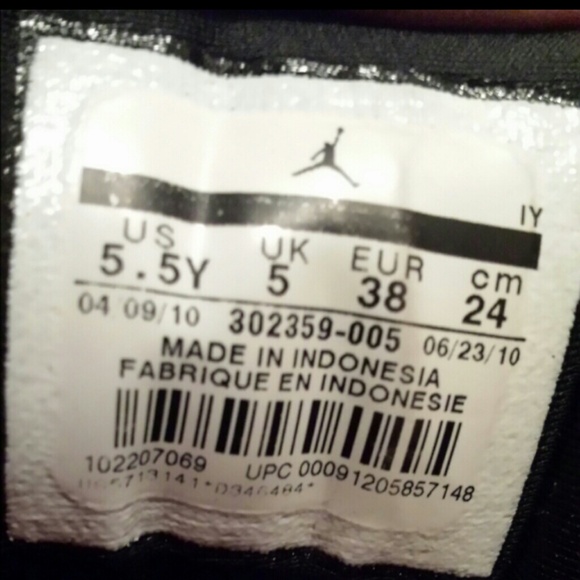 IY
US UK EUR cm
5.5Y 5 38 24
04/09/10 302359-005 06/23/10
MADE IN INDONESIA
FABRIQUE EN INDONESIE
102207069 UPC 00091205857148